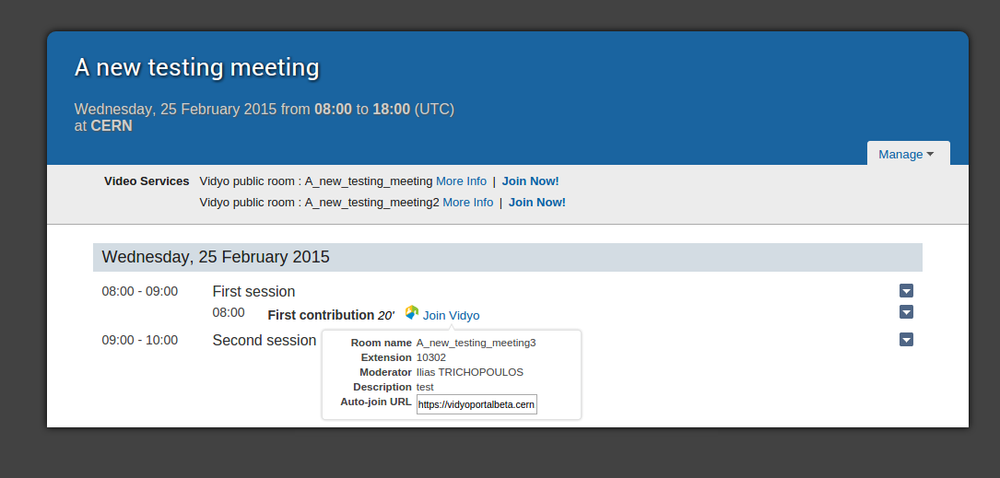 A new testing meeting
Wednesday, 25 February 2015 from 08:00 to 18:00 (UTC)
at CERN
Manage
Video Services Vidyo public room : A_new_testing_meeting More Info | Join Now!
Vidyo public room : A_new_testing_meeting2 More Info | Join Now!
Wednesday, 25 February 2015
08:00 - 09:00 First session
08:00 First contribution 20' Join Vidyo
09:00 - 10:00 Second session
Room name A_new_testing_meeting3
Extension 10302
Moderator Ilias TRICHOPOULOS
Description test
Auto-join URL https://vidyoportalbeta.cern